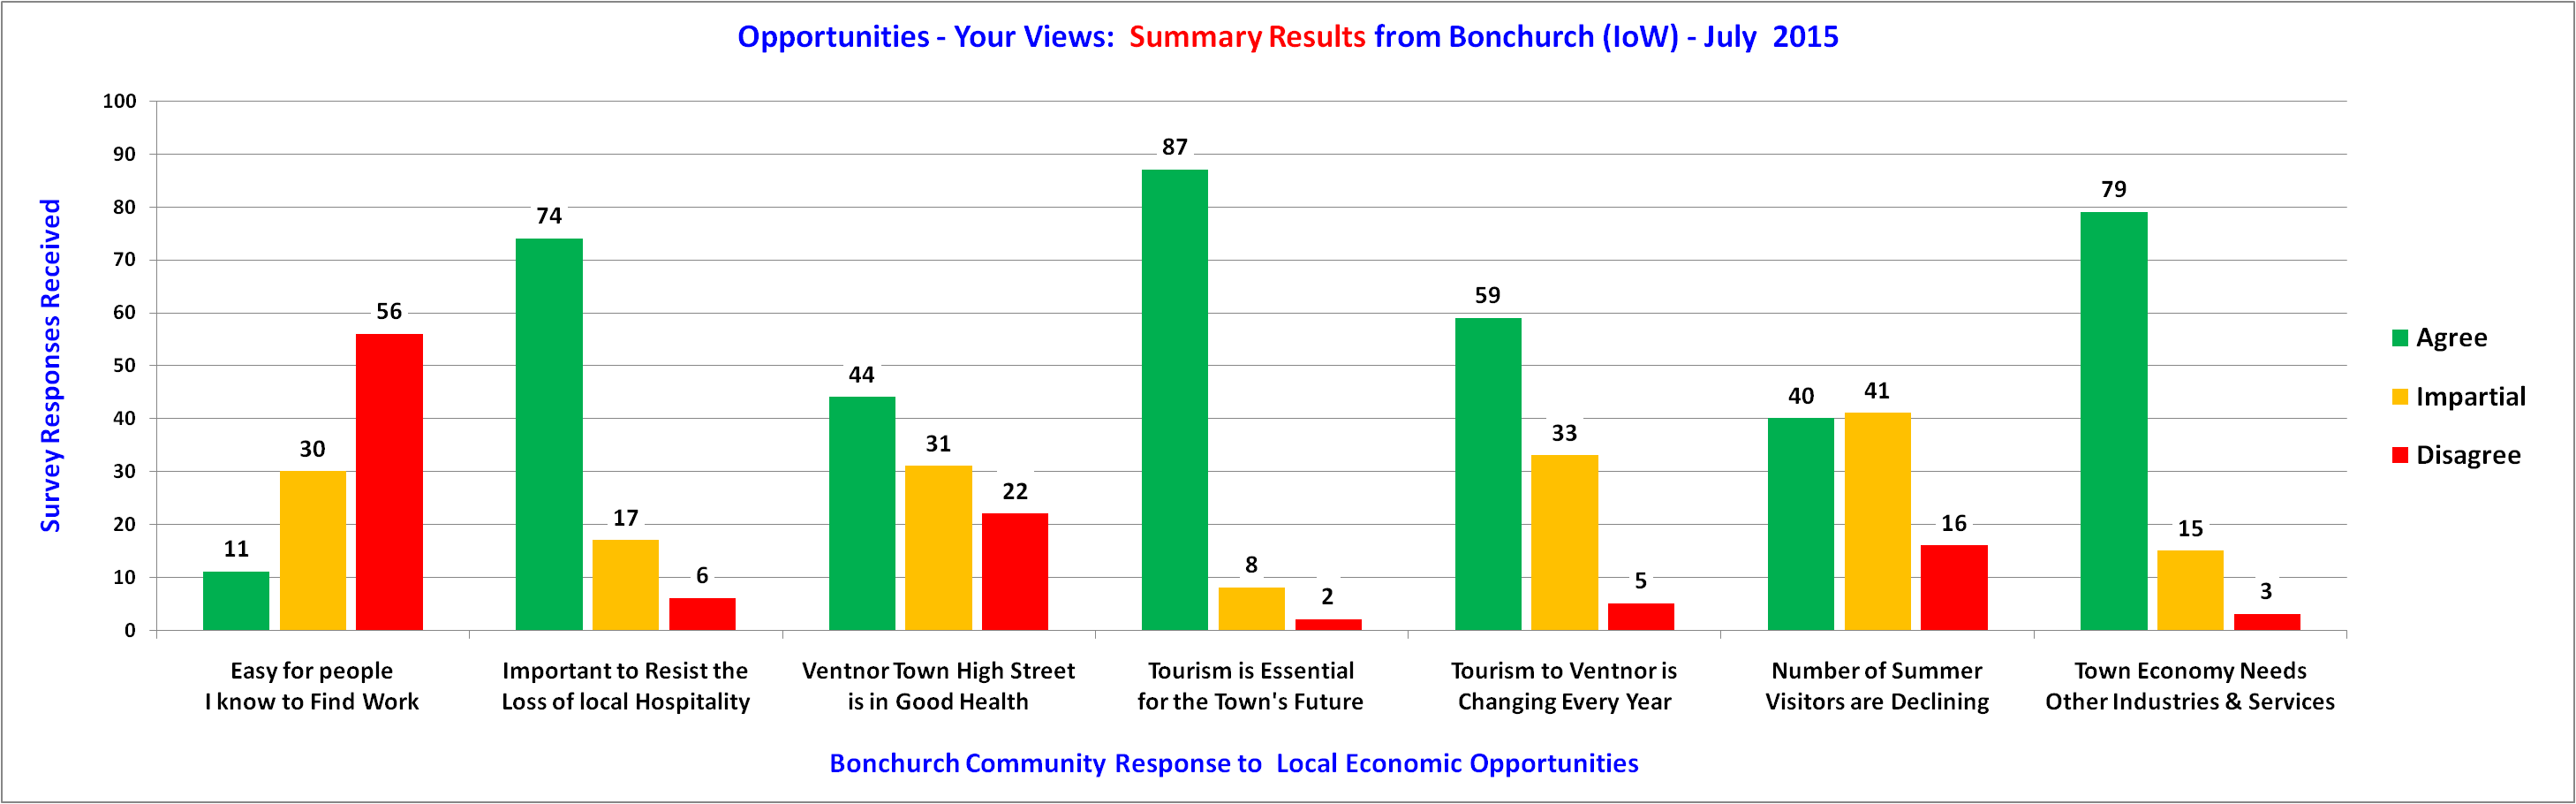 Opportunities - Your Views:  Summary Results from Bonchurch (IoW) - July  2015
Survey Responses Received
100
90
80
70
60
50
40
30
20
10
0
11
30
56
74
17
6
44
31
22
87
8
2
59
33
5
40
41
16
79
15
3
Easy for people
I know to Find Work
Important to Resist the
Loss of local Hospitality
Ventnor Town High Street
is in Good Health
Tourism is Essential
for the Town's Future
Tourism to Ventnor is
Changing Every Year
Number of Summer
Visitors are Declining
Town Economy Needs
Other Industries & Services
Bonchurch Community Response to  Local Economic Opportunities
Agree
Impartial
Disagree